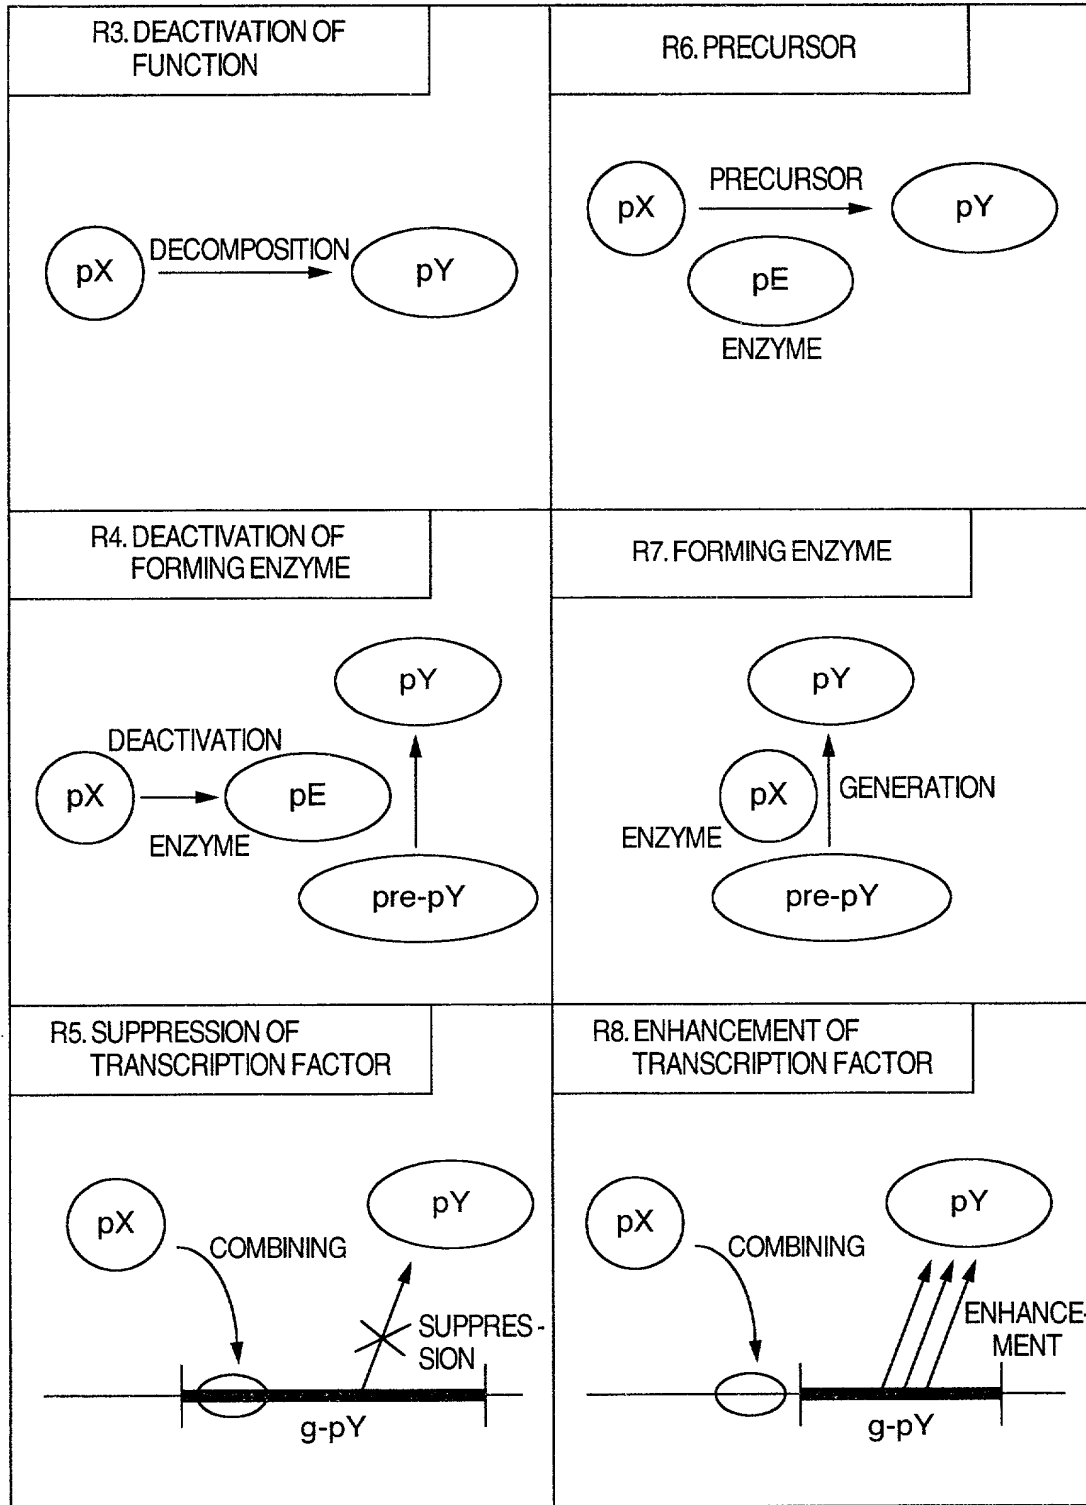 R3. DEACTIVATION OF
FUNCTION
pX
DECOMPOSITION
pY
R6. PRECURSOR
pX
PRECURSOR
pY
pE
ENZYME
R4. DEACTIVATION OF
FORMING ENZYME
pY
DEACTIVATION
pX
pE
ENZYME
pre-pY
R7. FORMING ENZYME
pY
pX
GENERATION
ENZYME
pre-pY
R5. SUPPRESSION OF
TRANSCRIPTION FACTOR
pX
pY
COMBINING
SUPPRES-
SION
g-pY
R8. ENHANCEMENT OF
TRANSCRIPTION FACTOR
pX
pY
COMBINING
ENHANCE-
MENT
g-pY